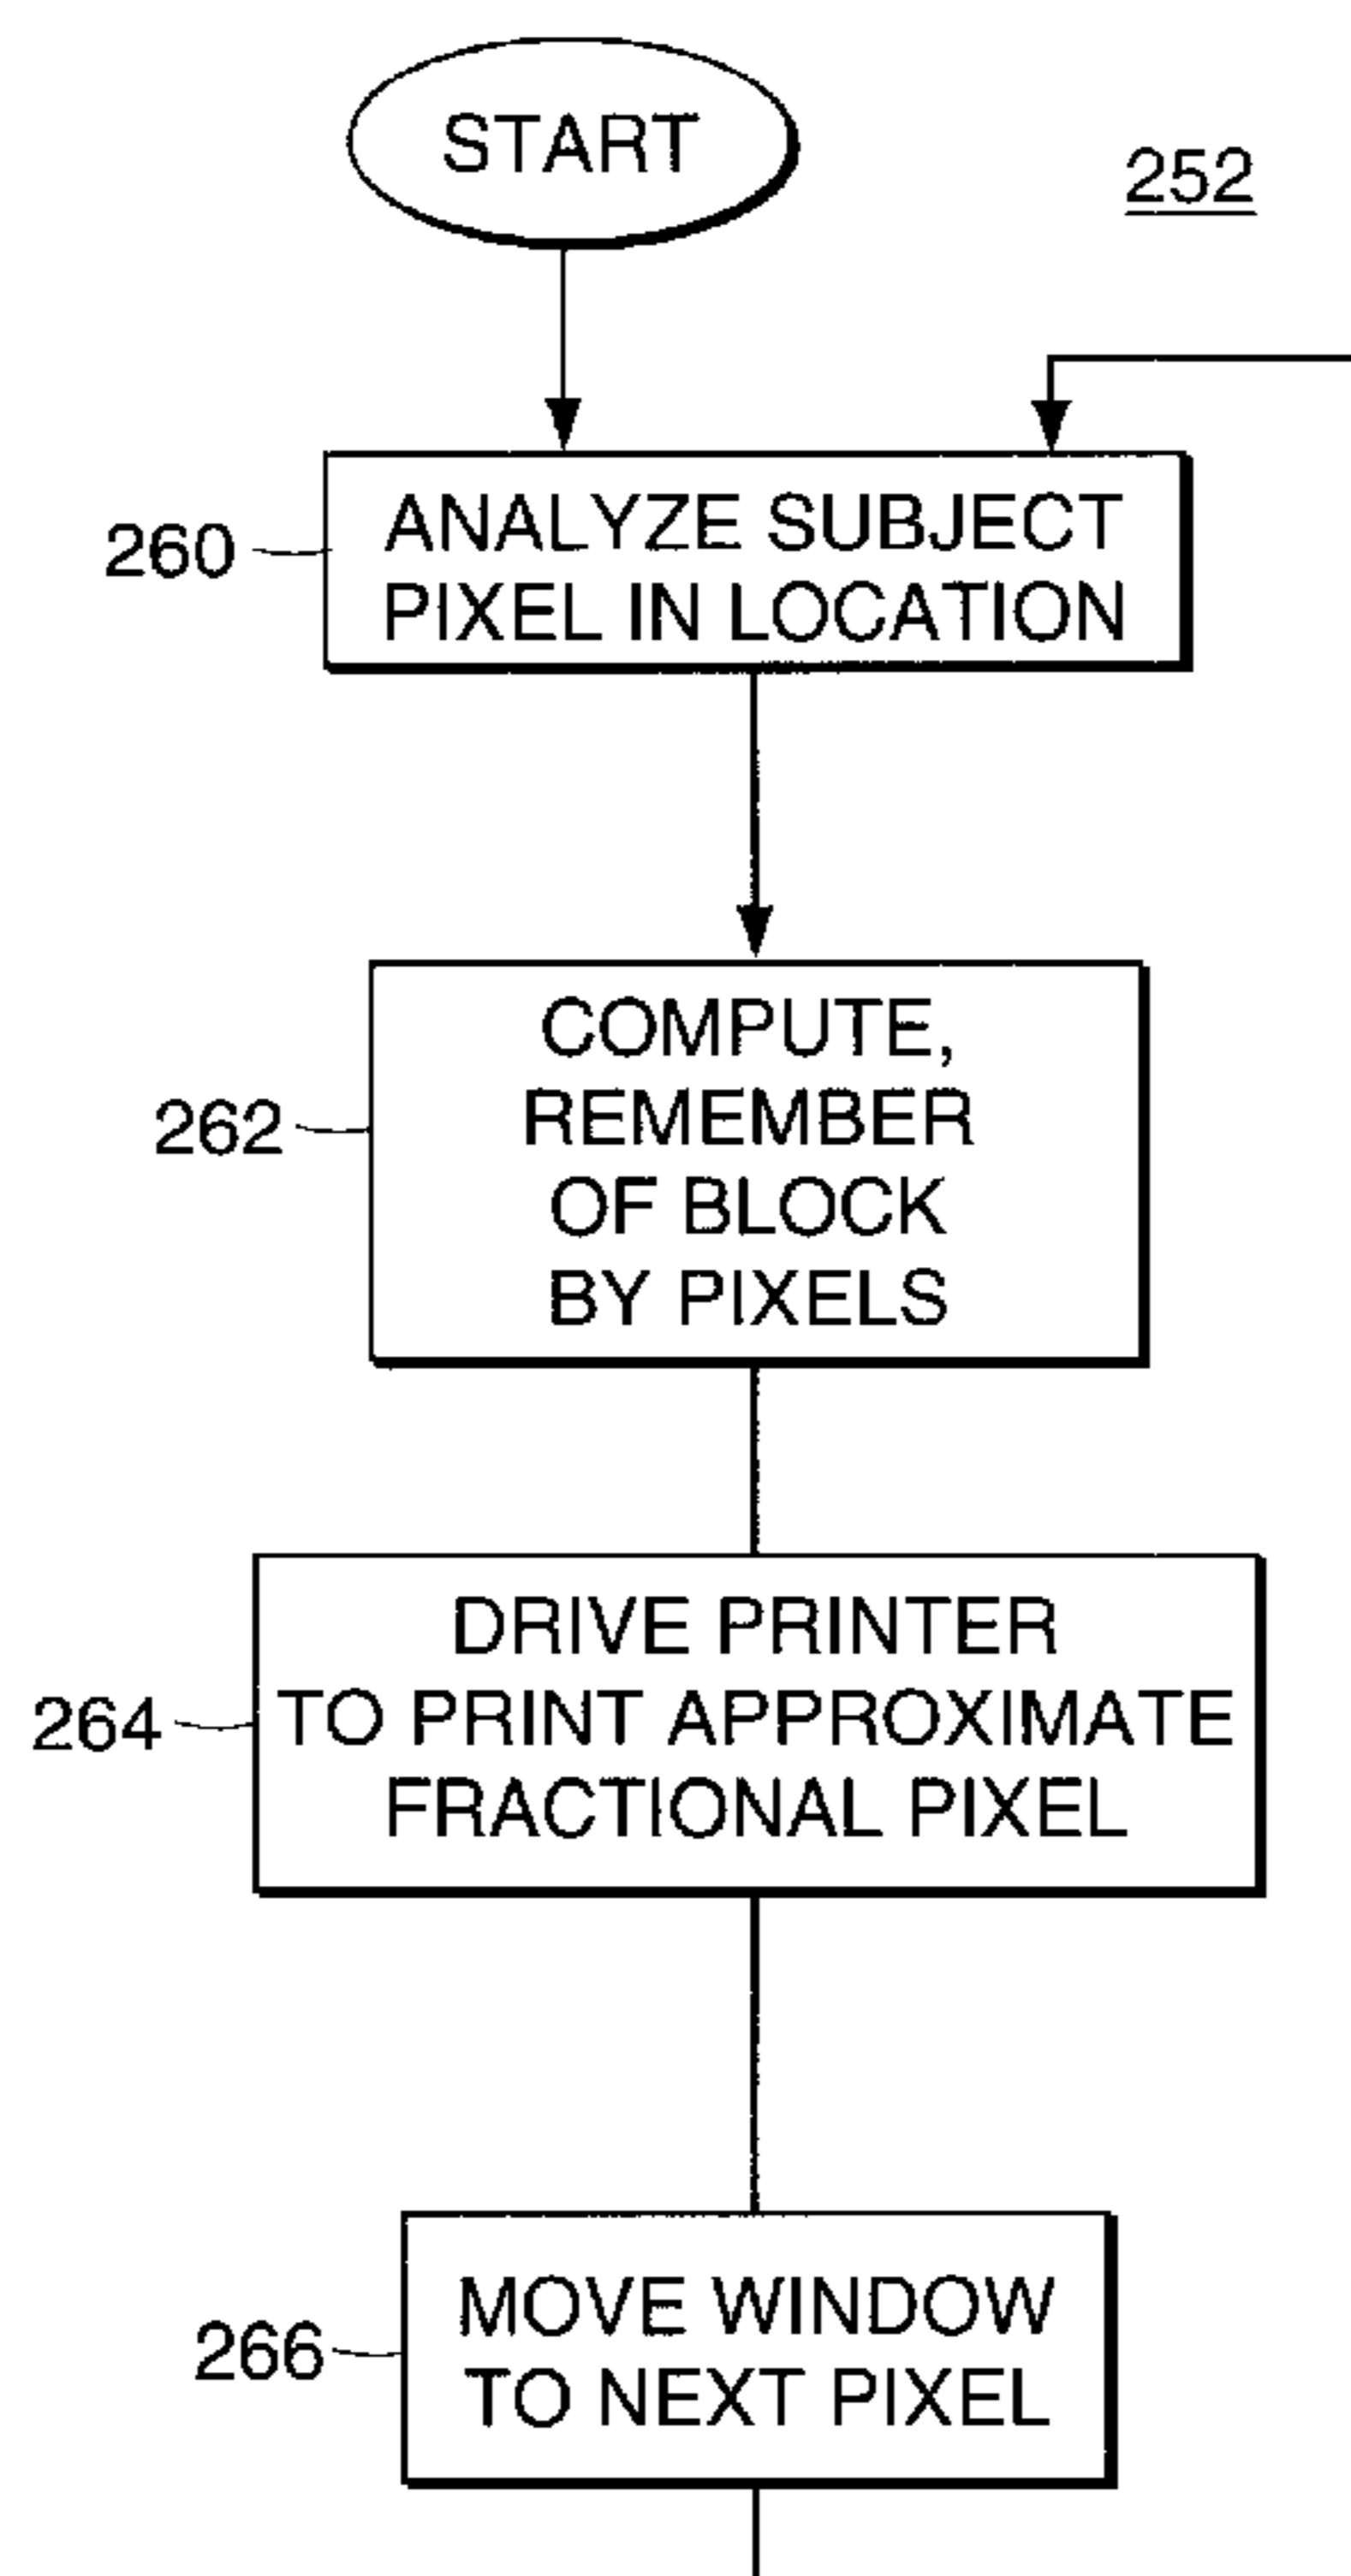 START
252
260
ANALYZE SUBJECT
PIXEL IN LOCATION
262
COMPUTE,
REMEMBER
OF BLOCK
BY PIXELS
264
DRIVE PRINTER
TO PRINT APPROXIMATE
FRACTIONAL PIXEL
266
MOVE WINDOW
TO NEXT PIXEL